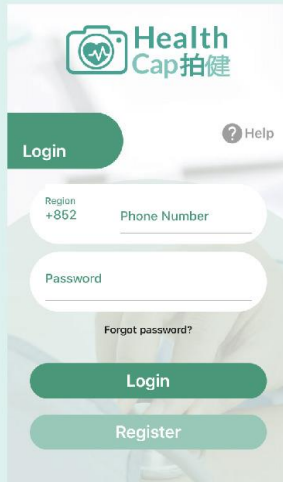 Health
Cap拍健
Help
Login
Region
+852
Phone Number
Password
Forgot password?
Login
Register